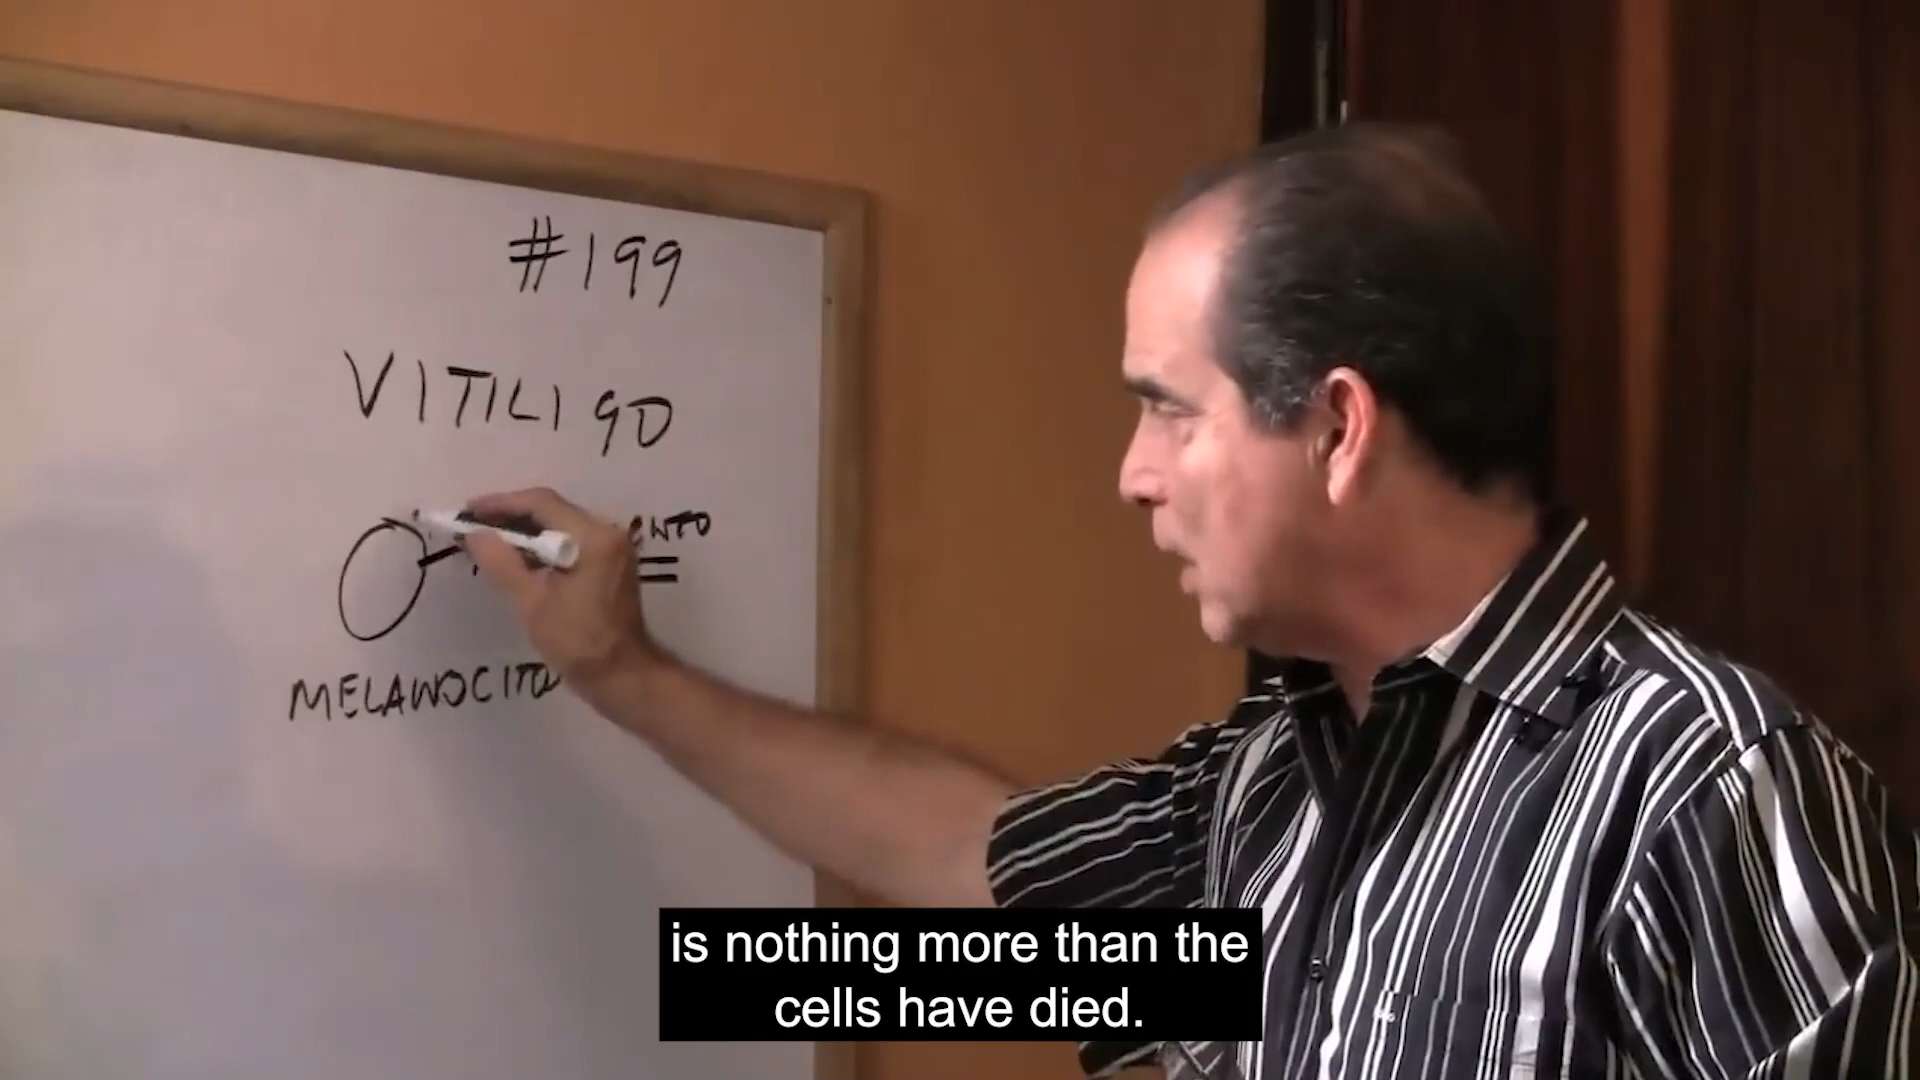 #199
VITILIGO
MELANOCITO
is nothing more than the
cells have died.